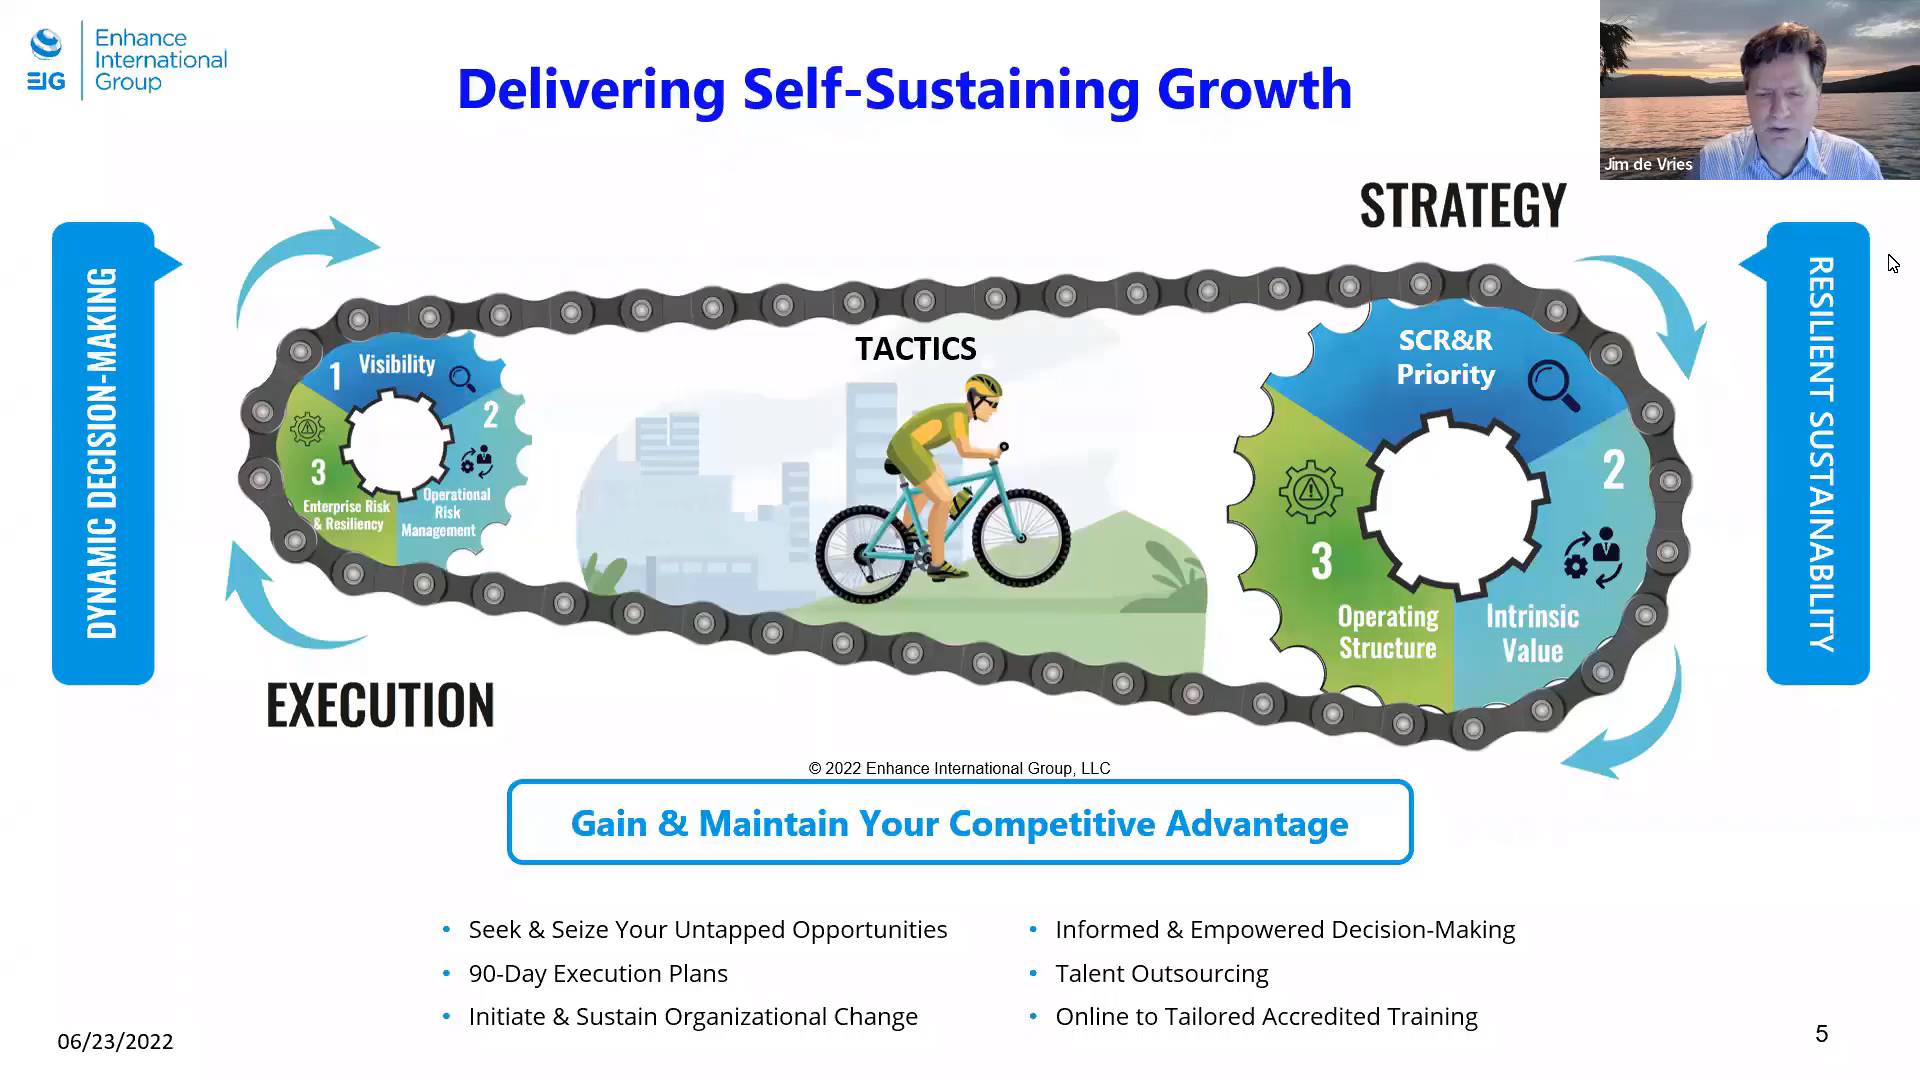 Enhance
International
Group
EIG
Delivering Self-Sustaining Growth
Jim de Vries
STRATEGY
DYNAMIC DECISION-MAKING
RESILIENT SUSTAINABILITY
TACTICS
1 Visibility
2
3
Enterprise Risk
& Resiliency
Operational
Risk
Management
SCR&R
Priority
2
3
Operating
Structure
Intrinsic
Value
EXECUTION
© 2022 Enhance International Group, LLC
Gain & Maintain Your Competitive Advantage
• Seek & Seize Your Untapped Opportunities
• 90-Day Execution Plans
• Initiate & Sustain Organizational Change
• Informed & Empowered Decision-Making
• Talent Outsourcing
• Online to Tailored Accredited Training
06/23/2022
5